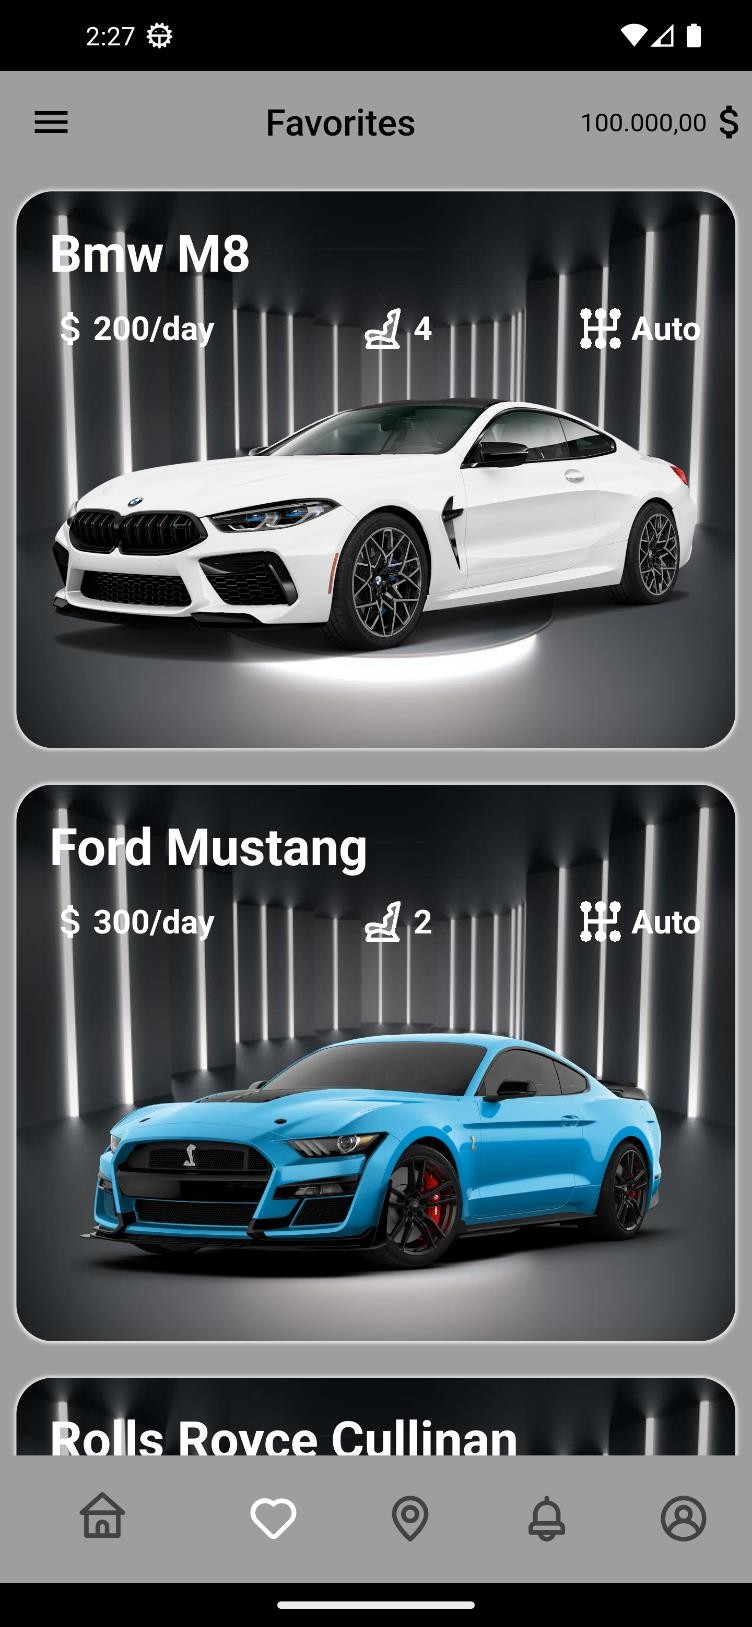 2:27
Favorites 100.000,00 $
Bmw M8
$ 200/day 4 Auto
Ford Mustang
$ 300/day 2 Auto
Rolls Royce Cullinan